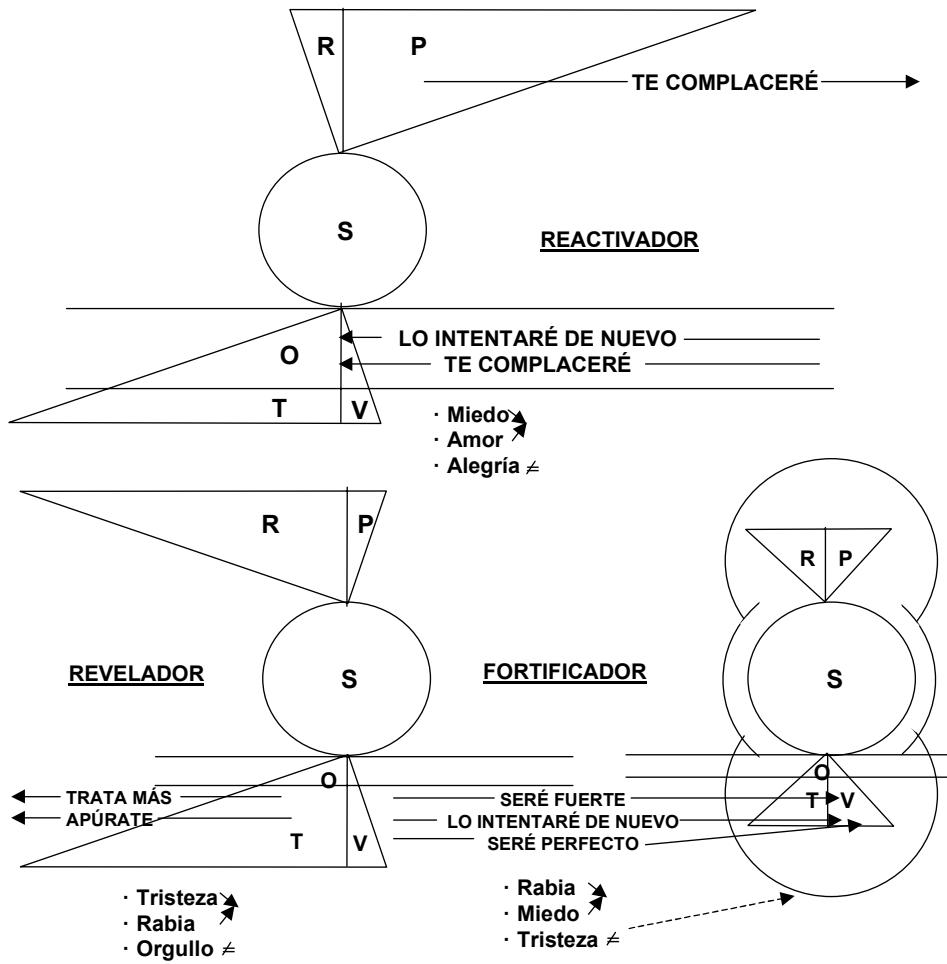 R P
TE COMPLACERÉ
S
REACTIVADOR
LO INTENTARÉ DE NUEVO
O
TE COMPLACERÉ
T V
· Miedo
· Amor
· Alegría ≠
R P
R P
REVELADOR
S
FORTIFICADOR
S
O
O
TRATA MÁS
SERÉ FUERTE
T V
APÚRATE
LO INTENTARÉ DE NUEVO
T V
SERÉ PERFECTO
· Tristeza
· Rabia
· Orgullo ≠
· Rabia
· Miedo
· Tristeza ≠